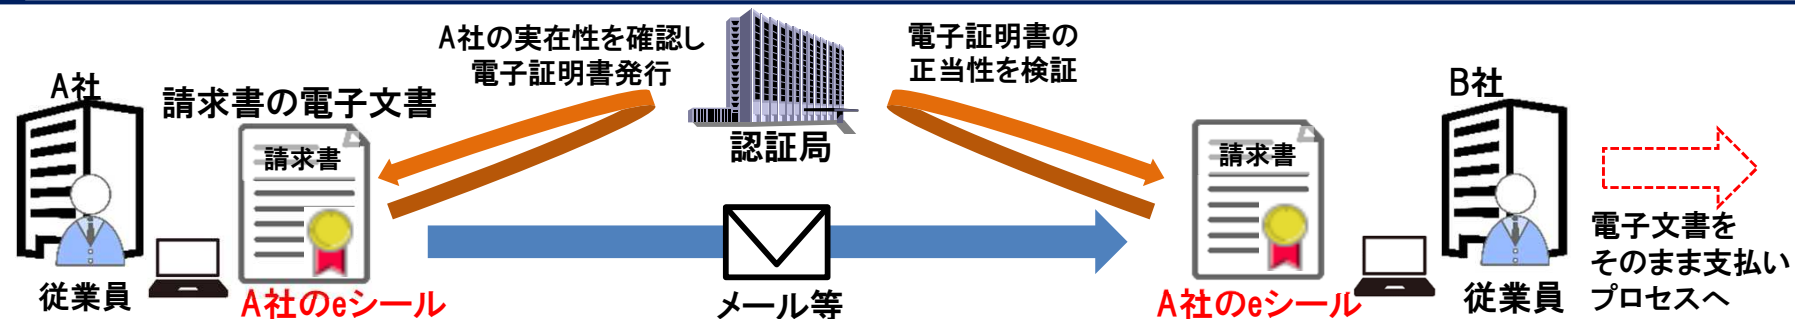 A社
請求書の電子文書
請求書
A社のeシール
従業員
A社の実在性を確認し
電子証明書発行
認証局
電子証明書の
正当性を検証
メール等
請求書
A社のeシール
B社
従業員
電子文書を
そのまま支払い
プロセスへ